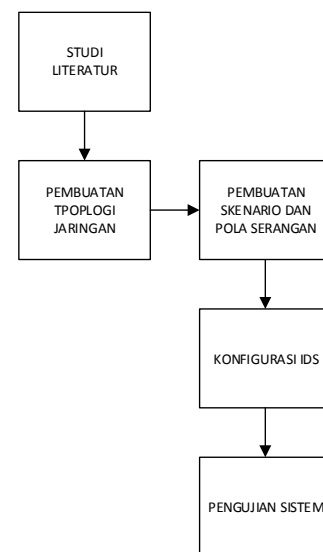 STUDI
LITERATUR
PEMBUATAN
TPOPLOGI
JARINGAN
PEMBUATAN
SKENARIO DAN
POLA SERANGAN
KONFIGURASI IDS
PENGUJIAN SISTEM